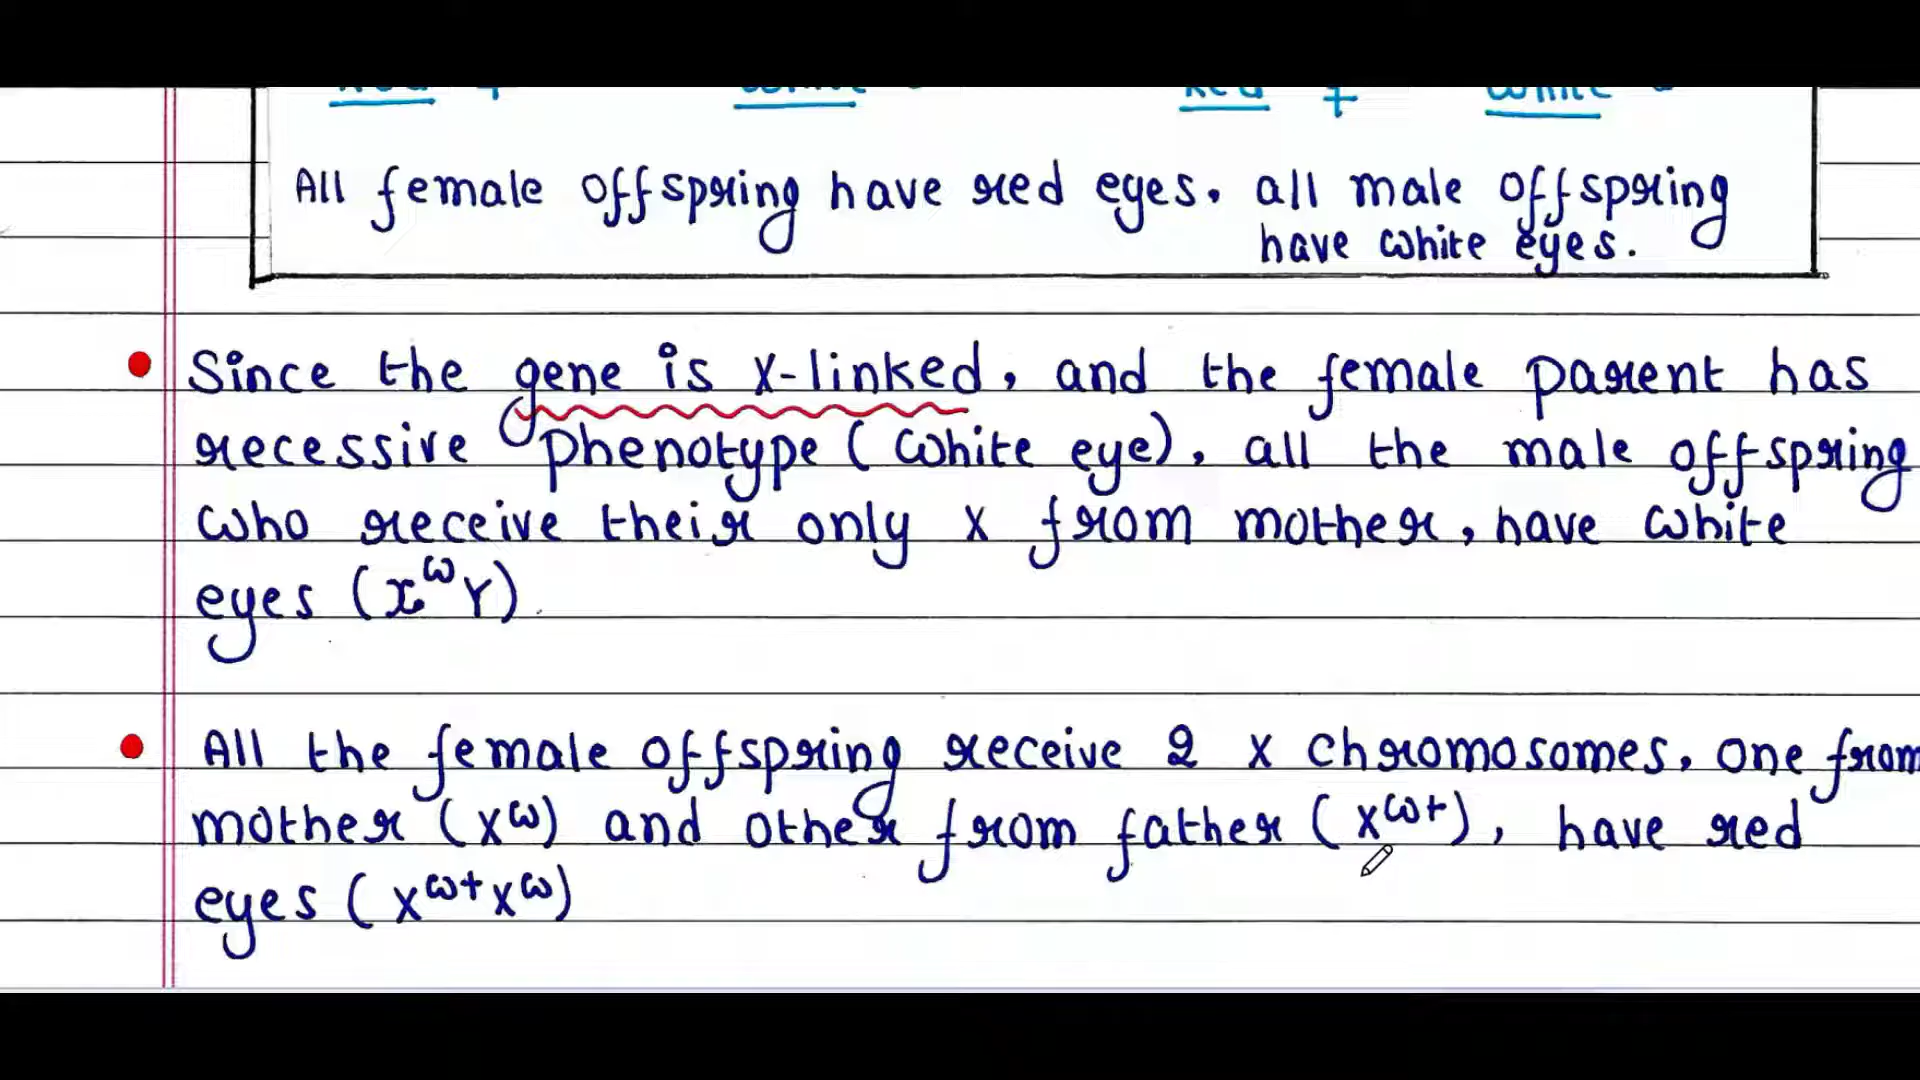 All female offspring have red eyes. all male offspring
have white eyes.
Since the gene is X-linked, and the female parent has
recessive phenotype (white eye), all the male offspring
who receive their only X from mother, have white
eyes (X^w Y)
All the female offspring receive 2 X chromosomes. One from
mother (X^w) and other from father (X^w+), have red
eyes (X^w+ X^w)